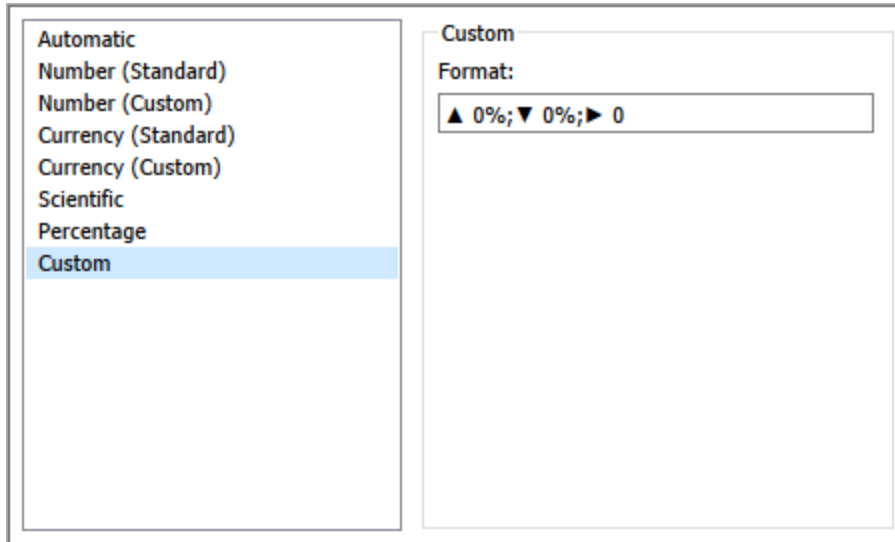 Automatic
Number (Standard)
Number (Custom)
Currency (Standard)
Currency (Custom)
Scientific
Percentage
Custom
Custom
Format:
▲ 0%;▼ 0%;► 0